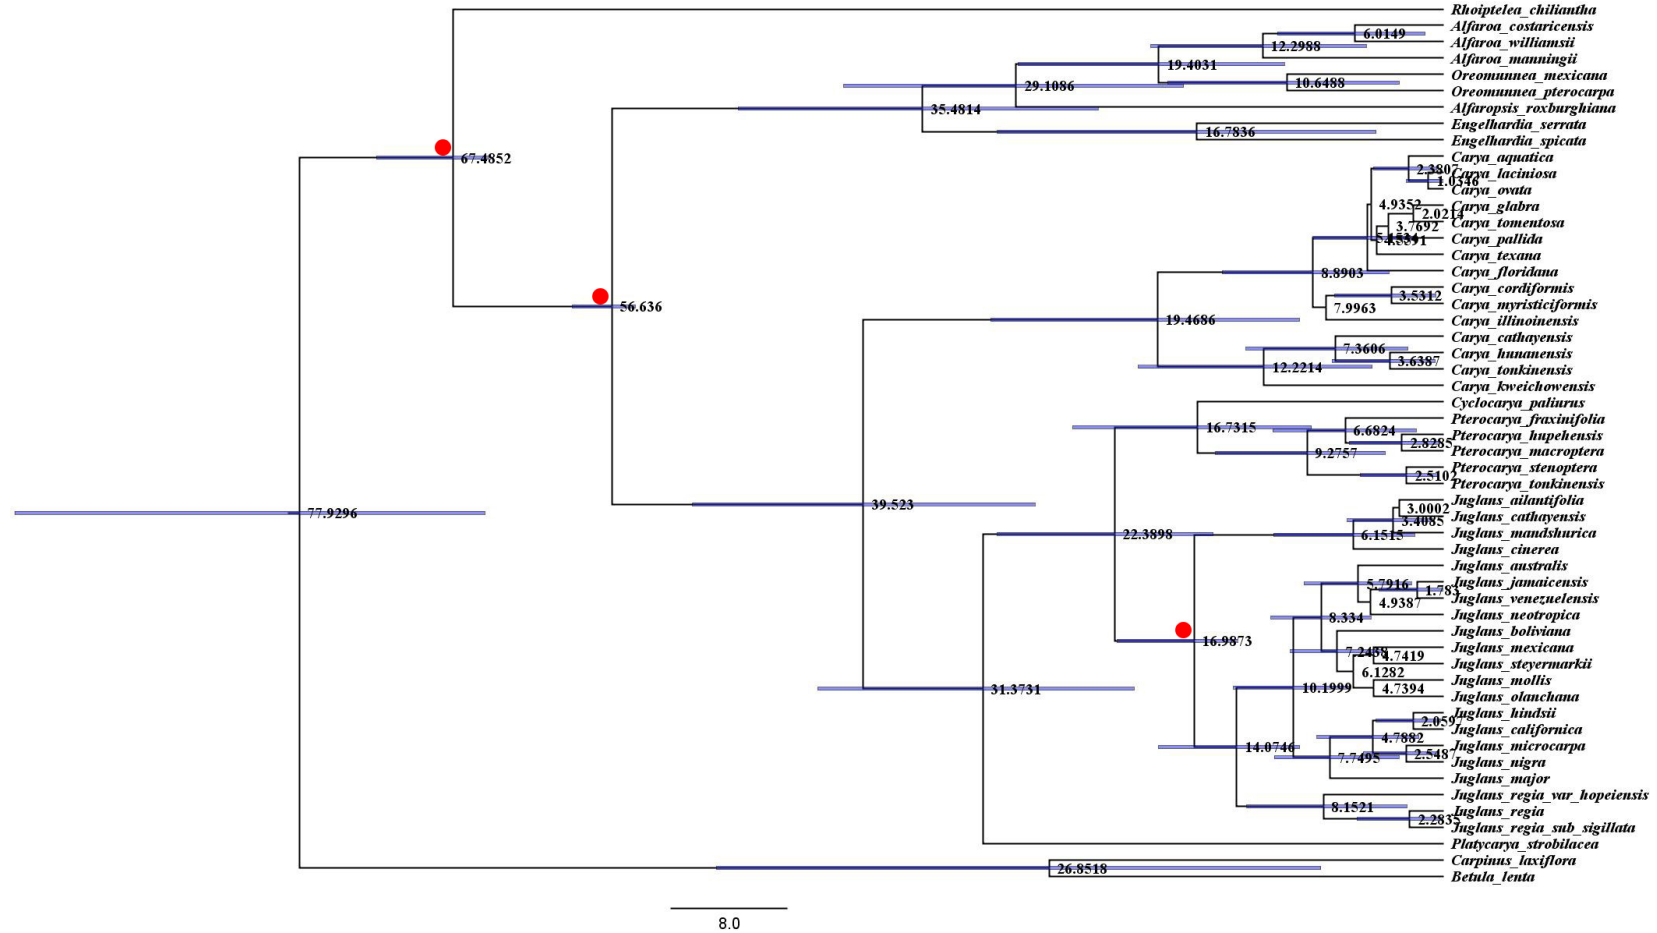 Rhoiptelea_chiliantha
Alfaroa_costaricensis
6.0149
Alfaroa_williamsii
12.2988
Alfaroa_manningii
19.4031
Oreomunnea_mexicana
10.6488
29.1086
Oreomunnea_pterocarpa
Alfaropsis_roxburghiana
35.4814
Engelhardia_serrata
16.7836
Engelhardia_spicata
67.4852
Carya_aquatica
2.3807
Carya_laciniosa
1.0346
Carya_ovata
4.9352
Carya_glabra
2.0214
Carya_tomentosa
3.7692
Carya_pallida
Carya_texana
Carya_floridana
8.8903
Carya_cordiformis
3.5312
Carya_myristiciformis
7.9963
56.636
Carya_illinoinensis
19.4686
Carya_cathayensis
7.3606
Carya_hunanensis
3.6387
Carya_tonkinensis
12.2214
Carya_kweichowensis
Cyclocarya_paliurus
Pterocarya_fraxinifolia
16.7315
6.6824
Pterocarya_hupehensis
2.8285
Pterocarya_macroptera
9.2757
Pterocarya_stenoptera
2.5102
Pterocarya_tonkinensis
Juglans_ailantifolia
39.523
3.0002
77.9296
Juglans_cathayensis
3.4085
Juglans_mandshurica
22.3898
6.1515
Juglans_cinerea
Juglans_australis
5.7916
Juglans_jamaicensis
1.783
Juglans_venezuelensis
4.9387
Juglans_neotropica
8.334
Juglans_boliviana
16.9873
Juglans_mexicana
7.2438
4.7419
Juglans_steyermarkii
6.1282
Juglans_mollis
31.3731
10.1999
4.7394
Juglans_olanchana
Juglans_hindsii
2.0597
Juglans_californica
4.7882
Juglans_microcarpa
14.0746
2.5487
7.7495
Juglans_nigra
Juglans_major
Juglans_regia_var_hopeiensis
8.1521
Juglans_regia
2.2835
Juglans_regia_sub_sigillata
Platycarya_strobilacea
Carpinus_laxiflora
26.8518
Betula_lenta
8.0